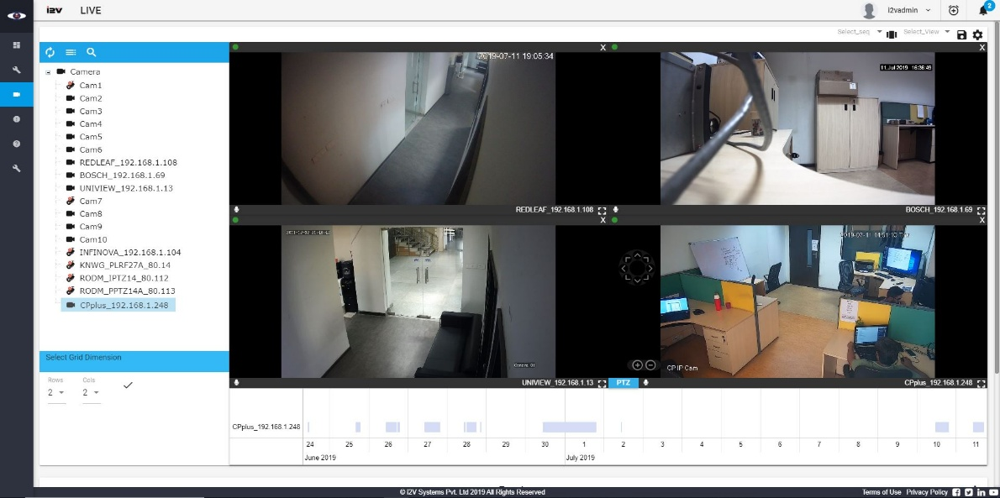 i2V LIVE i2vadmin 2
Select_seq Select_View
Camera
Cam1
Cam2
Cam3
Cam4
Cam5
Cam6
REDLEAF_192.168.1.108
BOSCH_192.168.1.69
UNIVIEW_192.168.1.13
Cam7
Cam8
Cam9
Cam10
INFINOVA_192.168.1.104
KNWG_PLRF27A_80.14
RODM_IPTZ14_80.112
RODM_PPTZ14A_80.113
CPplus_192.168.1.248
Select Grid Dimension
Rows Cols
2 2
X X
2019-07-11 19:05:34
11.Jul 2019 16:36:49
REDLEAF_192.168.1.108 BOSCH_192.168.1.69
X X
Camera 01
CP IP Cam
UNIVIEW_192.168.1.13 PTZ CPplus_192.168.1.248
CPplus_192.168.1.248
24 25 26 27 28 29 30 1 2 3 4 5 6 7 8 9 10 11
June 2019 July 2019
© i2V Systems Pvt. Ltd 2019 All Rights Reserved
Terms of Use Privacy Policy